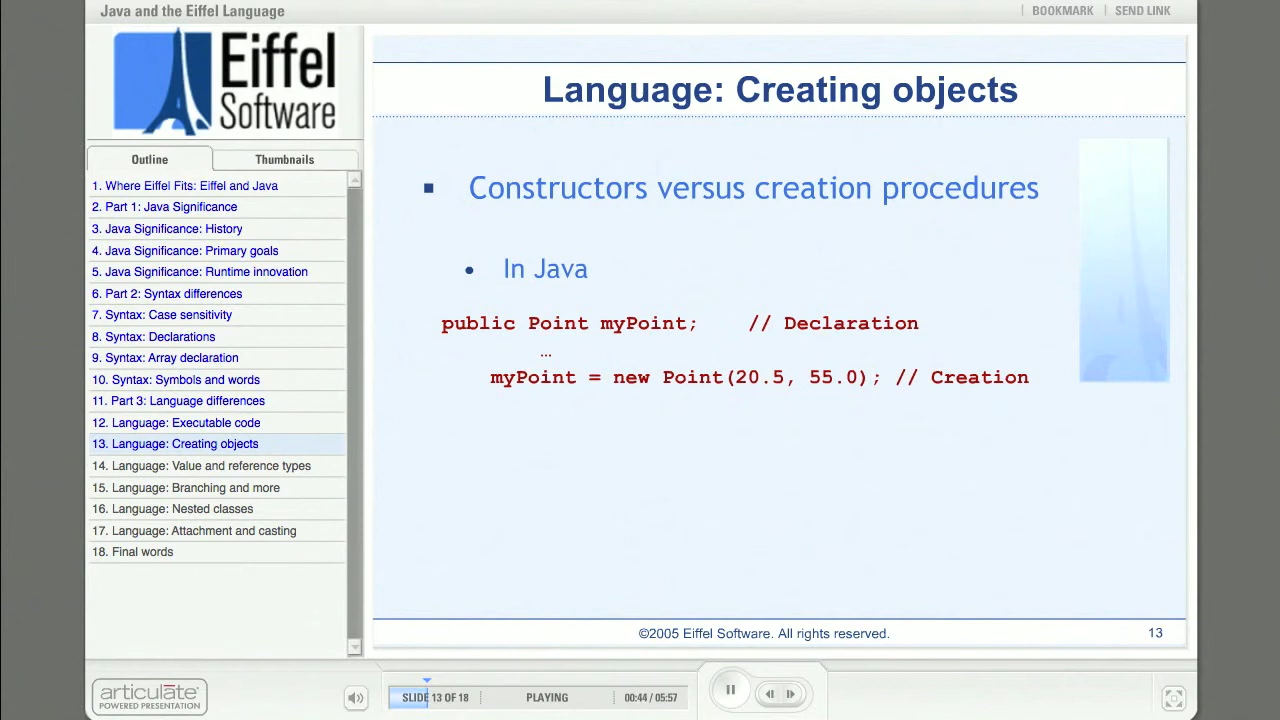 Java and the Eiffel Language
BOOKMARK
SEND LINK
Eiffel
Software
Outline
Thumbnails
1. Where Eiffel Fits: Eiffel and Java
2. Part 1: Java Significance
3. Java Significance: History
4. Java Significance: Primary goals
5. Java Significance: Runtime innovation
6. Part 2: Syntax differences
7. Syntax: Case sensitivity
8. Syntax: Declarations
9. Syntax: Array declaration
10. Syntax: Symbols and words
11. Part 3: Language differences
12. Language: Executable code
13. Language: Creating objects
14. Language: Value and reference types
15. Language: Branching and more
16. Language: Nested classes
17. Language: Attachment and casting
18. Final words
Language: Creating objects
▪ Constructors versus creation procedures
• In Java
public Point myPoint; // Declaration
…
myPoint = new Point(20.5, 55.0); // Creation
©2005 Eiffel Software. All rights reserved.
13
articulate
POWERED PRESENTATION
SLIDE 13 OF 18
PLAYING
00:44 / 05:57